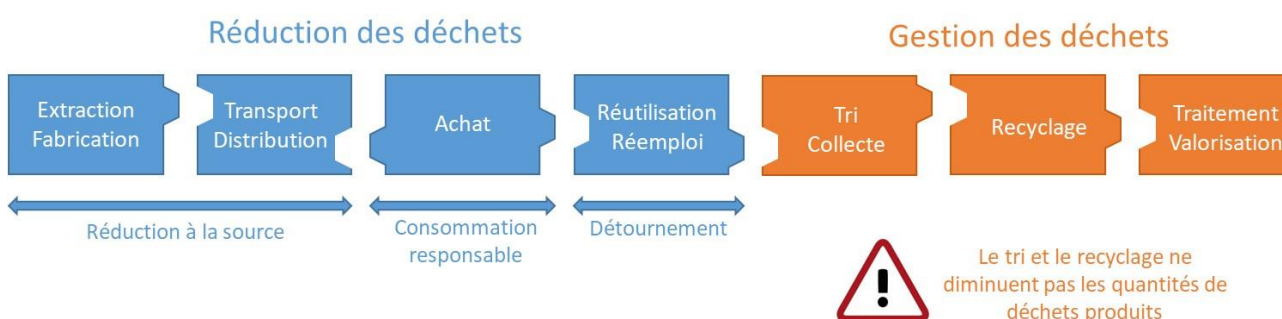 Réduction des déchets
Gestion des déchets
Extraction
Fabrication
Transport
Distribution
Achat
Réutilisation
Réemploi
Tri
Collecte
Recyclage
Traitement
Valorisation
Réduction à la source
Consommation
responsable
Détournement
Le tri et le recyclage ne
diminuent pas les quantités de
déchets produits